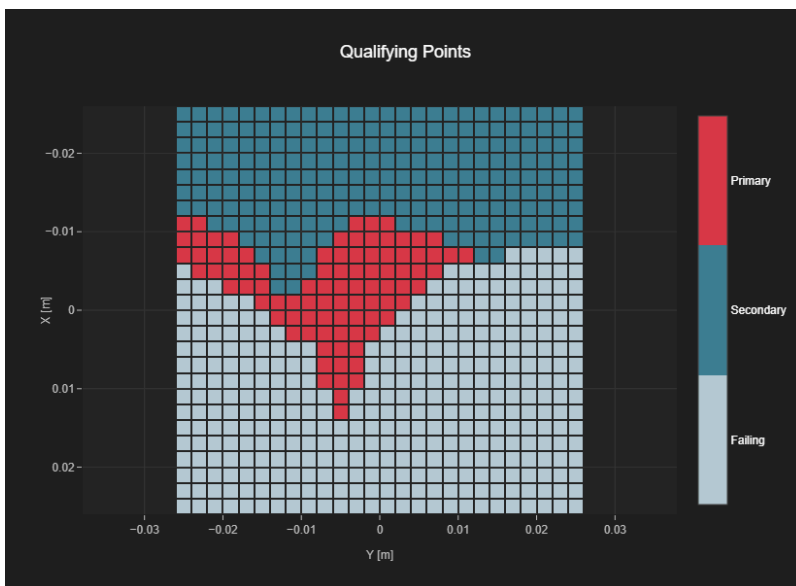 Qualifying Points
−0.02
−0.01
0
0.01
0.02
X [m]
−0.03
−0.02
−0.01
0
0.01
0.02
0.03
Y [m]
Primary
Secondary
Failing